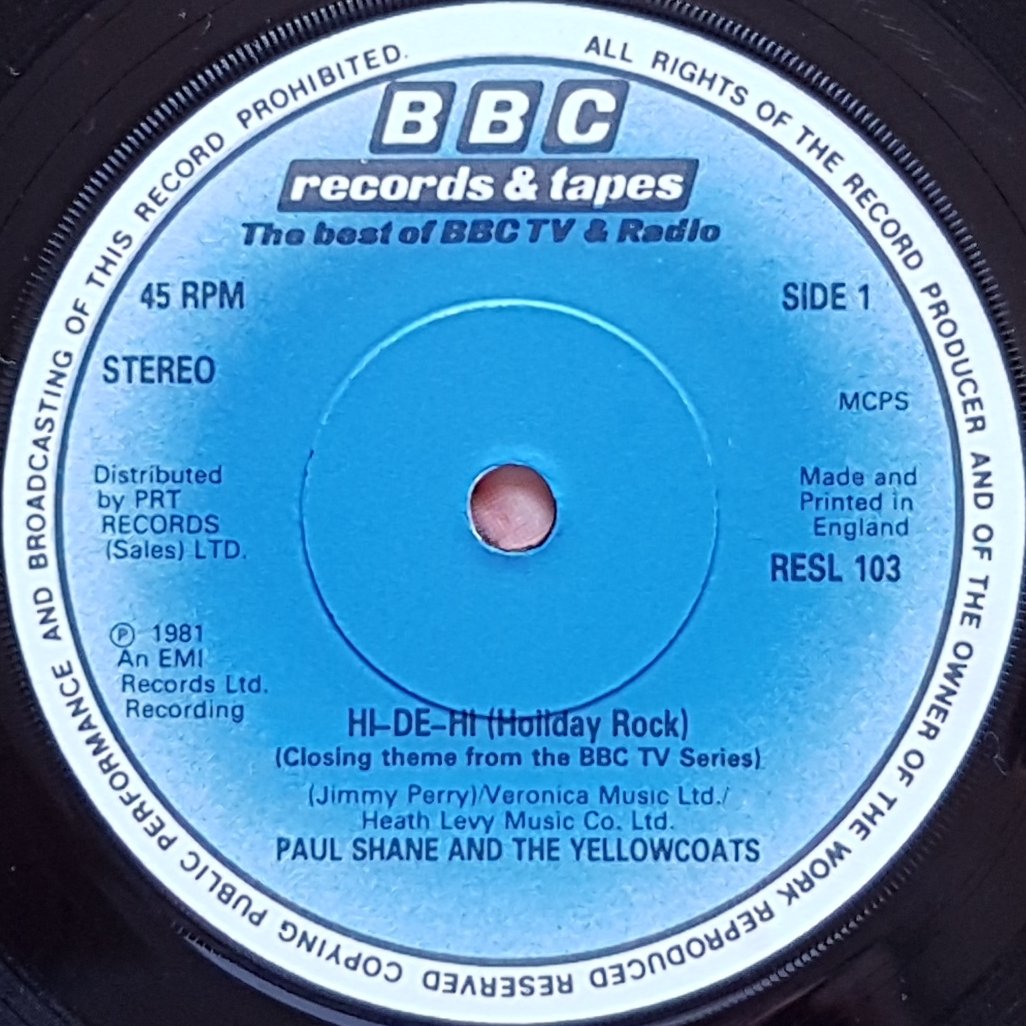 ALL RIGHTS OF THE RECORD PRODUCER AND OF THE OWNER OF THE WORK REPRODUCED RESERVED COPYING PUBLIC PERFORMANCE AND BROADCASTING OF THIS RECORD PROHIBITED.
BBC
records & tapes
The best of BBC TV & Radio
45 RPM
SIDE 1
STEREO
MCPS
Distributed
by PRT
RECORDS
(Sales) LTD.
Made and
Printed in
England
RESL 103
Ⓟ 1981
An EMI
Records Ltd.
Recording
HI-DE-HI (Holiday Rock)
(Closing theme from the BBC TV Series)
(Jimmy Perry)/Veronica Music Ltd./
Heath Levy Music Co. Ltd.
PAUL SHANE AND THE YELLOWCOATS